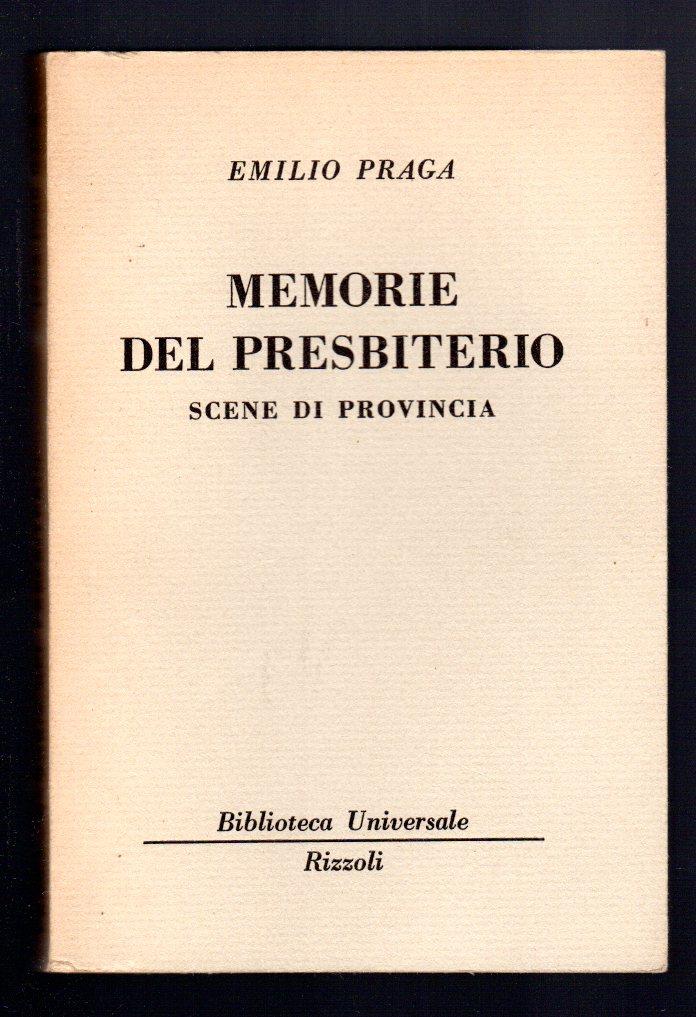 EMILIO PRAGA
MEMORIE
DEL PRESBITERIO
SCENE DI PROVINCIA
Biblioteca Universale
Rizzoli